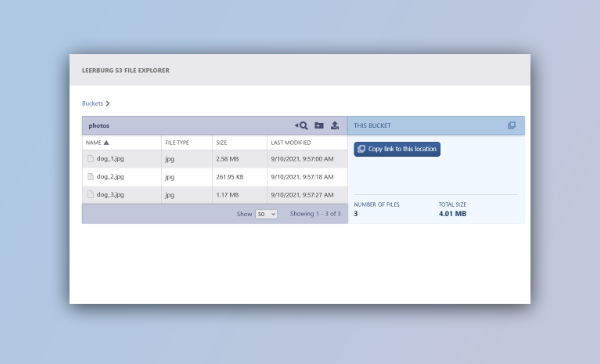 LEERBURG S3 FILE EXPLORER
Buckets
photos
THIS BUCKET
NAME FILE TYPE SIZE LAST MODIFIED
Copy link to this location
dog_1.jpg jpg 2.58 MB 9/10/2021, 9:57:00 AM
dog_2.jpg jpg 261.95 KB 9/10/2021, 9:57:18 AM
dog_3.jpg jpg 1.17 MB 9/10/2021, 9:57:27 AM
NUMBER OF FILES TOTAL SIZE
3 4.01 MB
Show 50 Showing 1 - 3 of 3